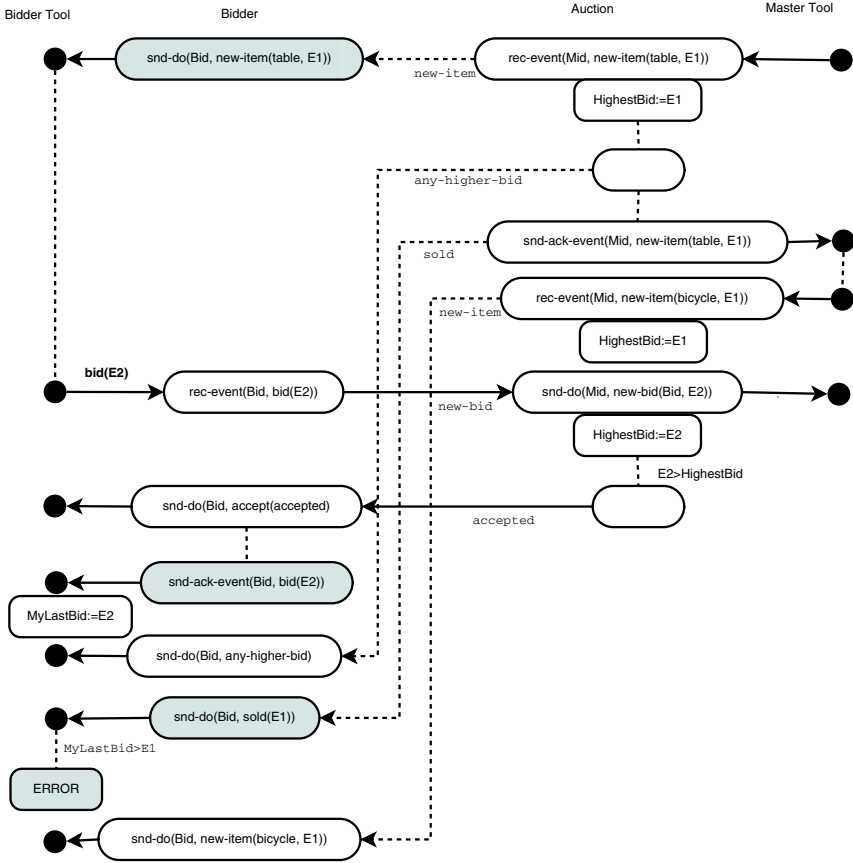 Bidder Tool Bidder Auction Master Tool
snd-do(Bid, new-item(table, E1)) rec-event(Mid, new-item(table, E1))
new-item
HighestBid:=E1
any-higher-bid
snd-ack-event(Mid, new-item(table, E1))
sold
rec-event(Mid, new-item(bicycle, E1))
new-item
HighestBid:=E1
bid(E2)
rec-event(Bid, bid(E2)) snd-do(Mid, new-bid(Bid, E2))
new-bid
HighestBid:=E2
E2>HighestBid
snd-do(Bid, accept(accepted)
accepted
snd-ack-event(Bid, bid(E2))
MyLastBid:=E2
snd-do(Bid, any-higher-bid)
snd-do(Bid, sold(E1))
MyLastBid>E1
ERROR
snd-do(Bid, new-item(bicycle, E1))